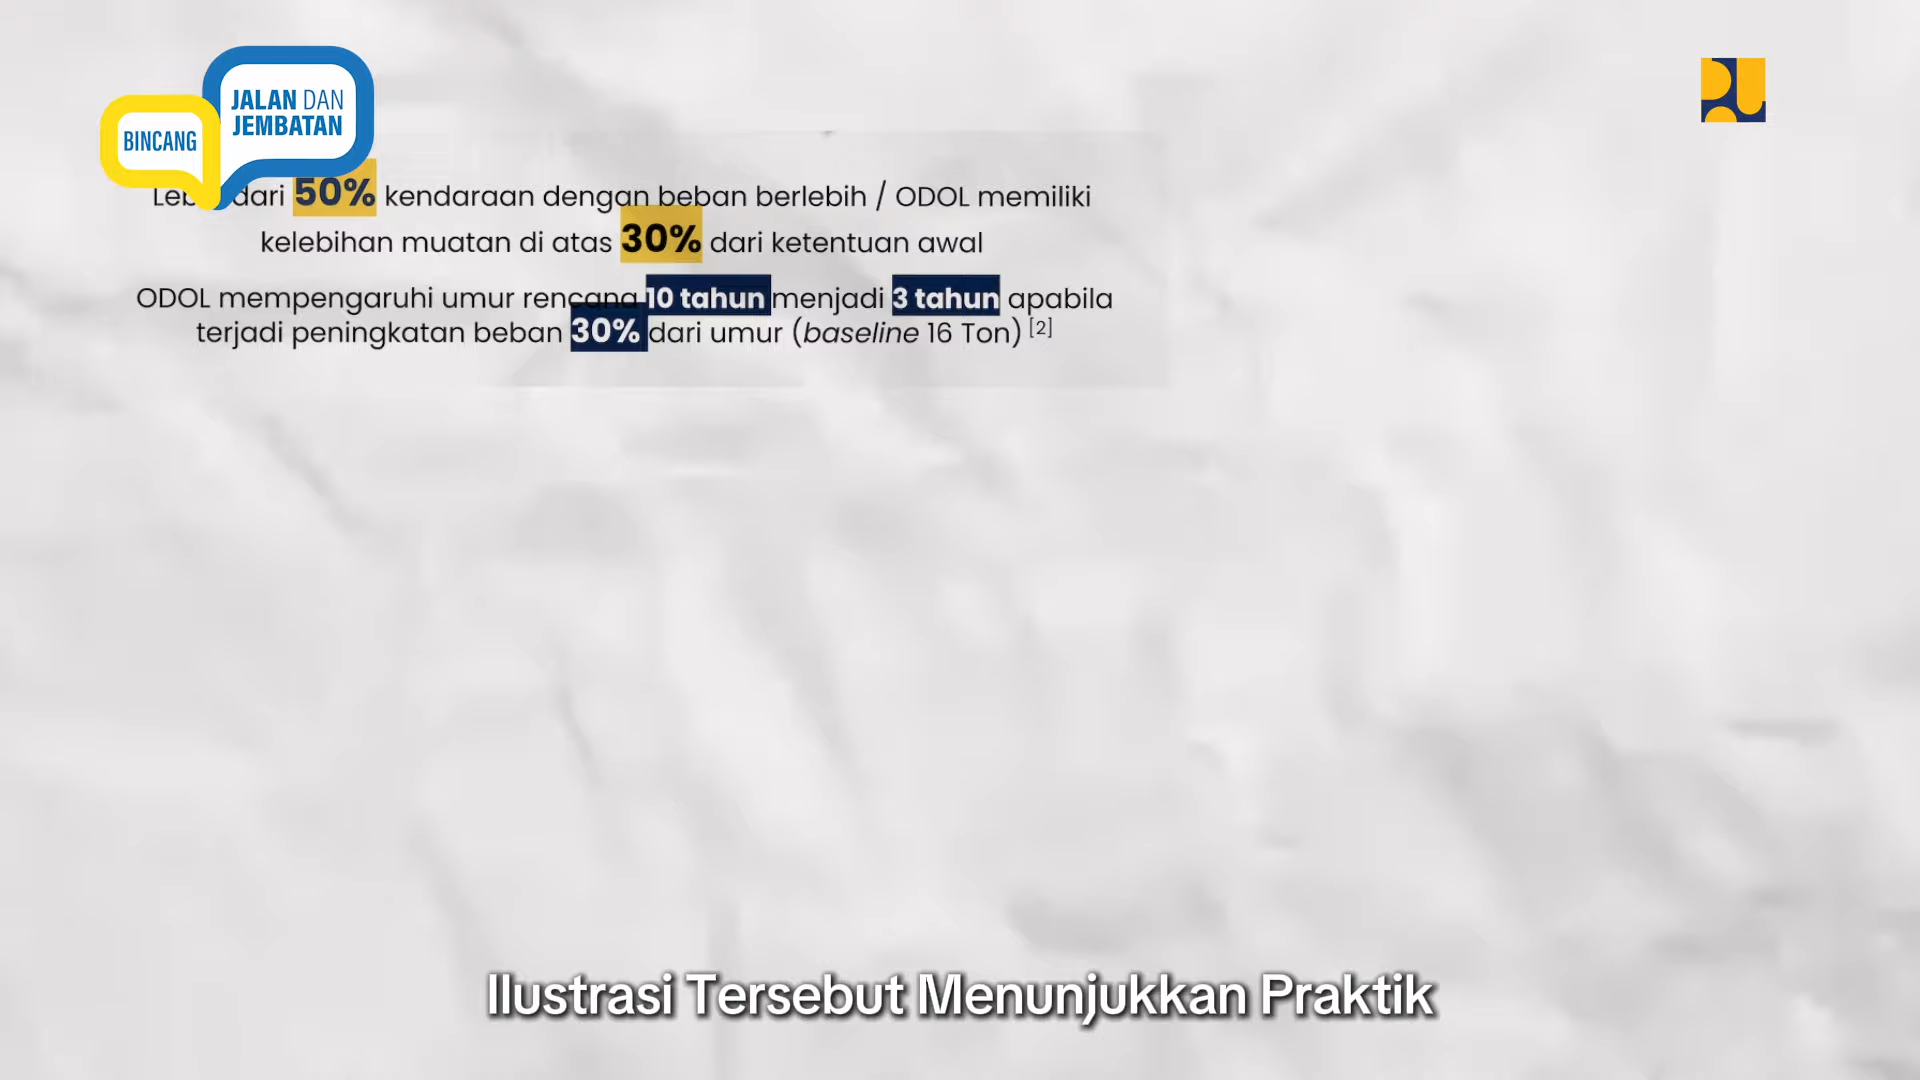 BINCANG
JALAN DAN
JEMBATAN
dari 50% kendaraan dengan beban berlebih / ODOL memiliki
kelebihan muatan di atas 30% dari ketentuan awal
ODOL mempengaruhi umur rencana 10 tahun menjadi 3 tahun apabila
terjadi peningkatan beban 30% dari umur (baseline 16 Ton) [2]
Ilustrasi Tersebut Menunjukkan Praktik